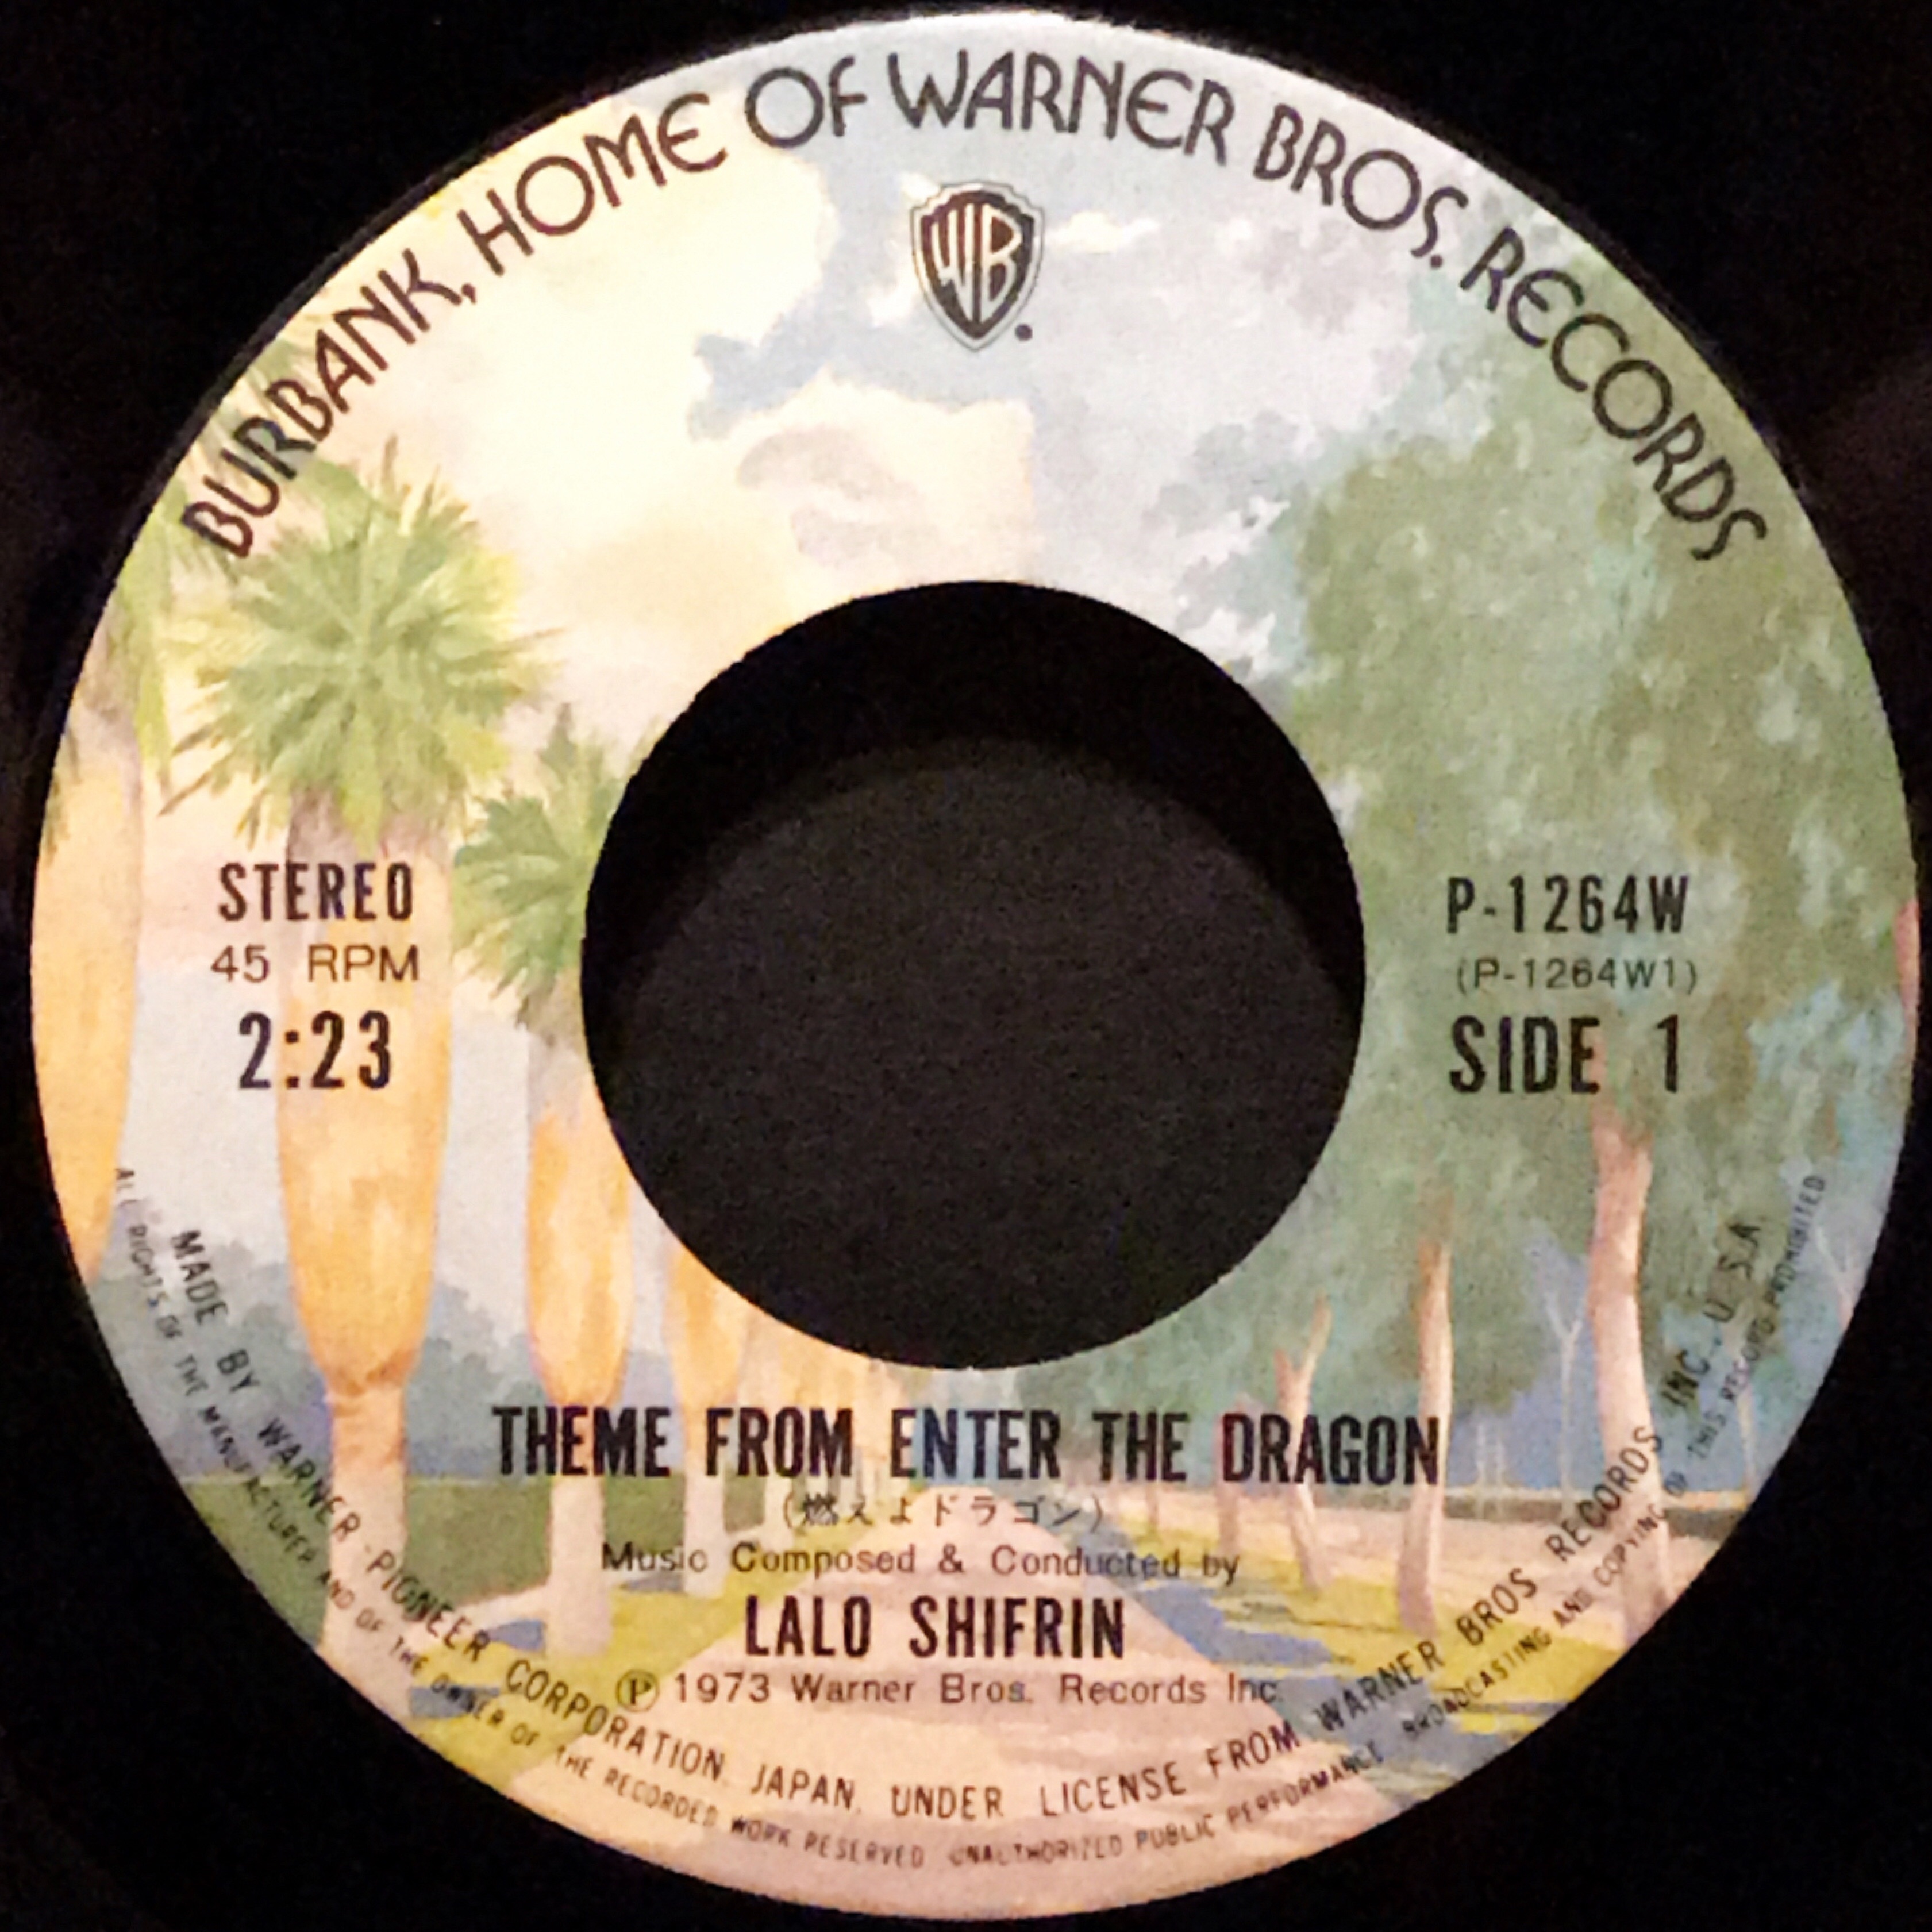 BURBANK, HOME OF WARNER BROS. RECORDS
WB
STEREO
45 RPM
2:23
P-1264W
(P-1264W1)
SIDE 1
THEME FROM ENTER THE DRAGON
(燃えよドラゴン)
Music Composed & Conducted by
LALO SHIFRIN
Ⓟ 1973 Warner Bros. Records Inc.
MADE BY WARNER-PIONEER CORPORATION, JAPAN, UNDER LICENSE FROM WARNER BROS RECORDS INC., U.S.A.
ALL RIGHTS OF THE MANUFACTURER AND OF THE OWNER OF THE RECORDED WORK RESERVED UNAUTHORIZED PUBLIC PERFORMANCE BROADCASTING AND COPYING OF THIS RECORD PROHIBITED